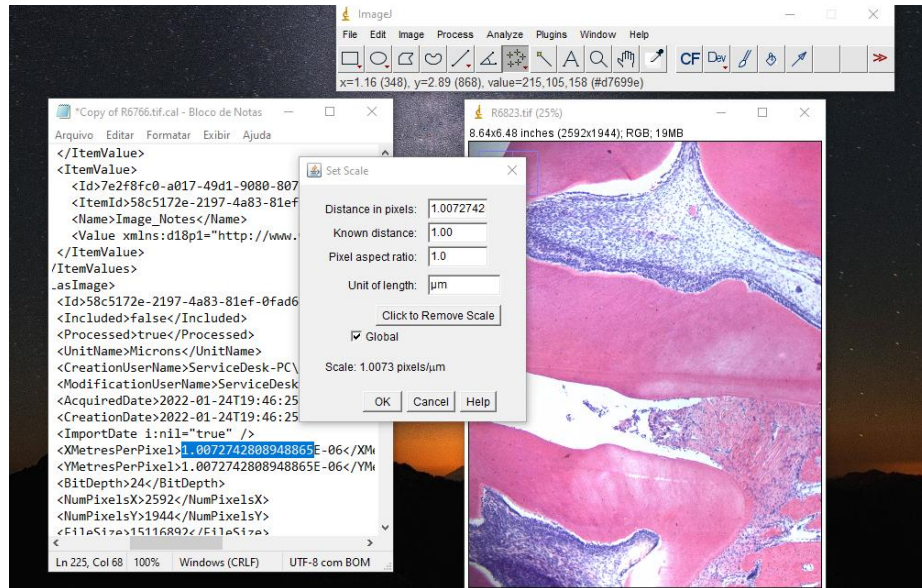 ImageJ
File Edit Image Process Analyze Plugins Window Help
A CF Dev >>
x=1.16 (348), y=2.89 (868), value=215,105,158 (#d7699e)
*Copy of R6766.tif.cal - Bloco de Notas
Arquivo Editar Formatar Exibir Ajuda
</ItemValue>
<ItemValue>
<Id>7e2f8fc0-a017-49d1-9080-807
<ItemId>58c5172e-2197-4a83-81ef
<Name>Image_Notes</Name>
<Value xmlns:d18p1="http://www.
</ItemValue>
/ItemValues>
_asImage>
<Id>58c5172e-2197-4a83-81ef-0fad6
<Included>false</Included>
<Processed>true</Processed>
<UnitName>Microns</UnitName>
<CreationUserName>ServiceDesk-PC\
<ModificationUserName>ServiceDesk
<AcquiredDate>2022-01-24T19:46:25
<CreationDate>2022-01-24T19:46:25
<ImportDate i:nil="true" />
<XMetresPerPixel>1.0072742808948865E-06</XMe
<YMetresPerPixel>1.0072742808948865E-06</YMe
<BitDepth>24</BitDepth>
<NumPixelsX>2592</NumPixelsX>
<NumPixelsY>1944</NumPixelsY>
<FileSize>15116892</FileSize>
Ln 225, Col 68 100% Windows (CRLF) UTF-8 com BOM
Set Scale
Distance in pixels: 1.0072742
Known distance: 1.00
Pixel aspect ratio: 1.0
Unit of length: µm
Click to Remove Scale
Global
Scale: 1.0073 pixels/µm
OK Cancel Help
R6823.tif (25%)
8.64x6.48 inches (2592x1944); RGB; 19MB